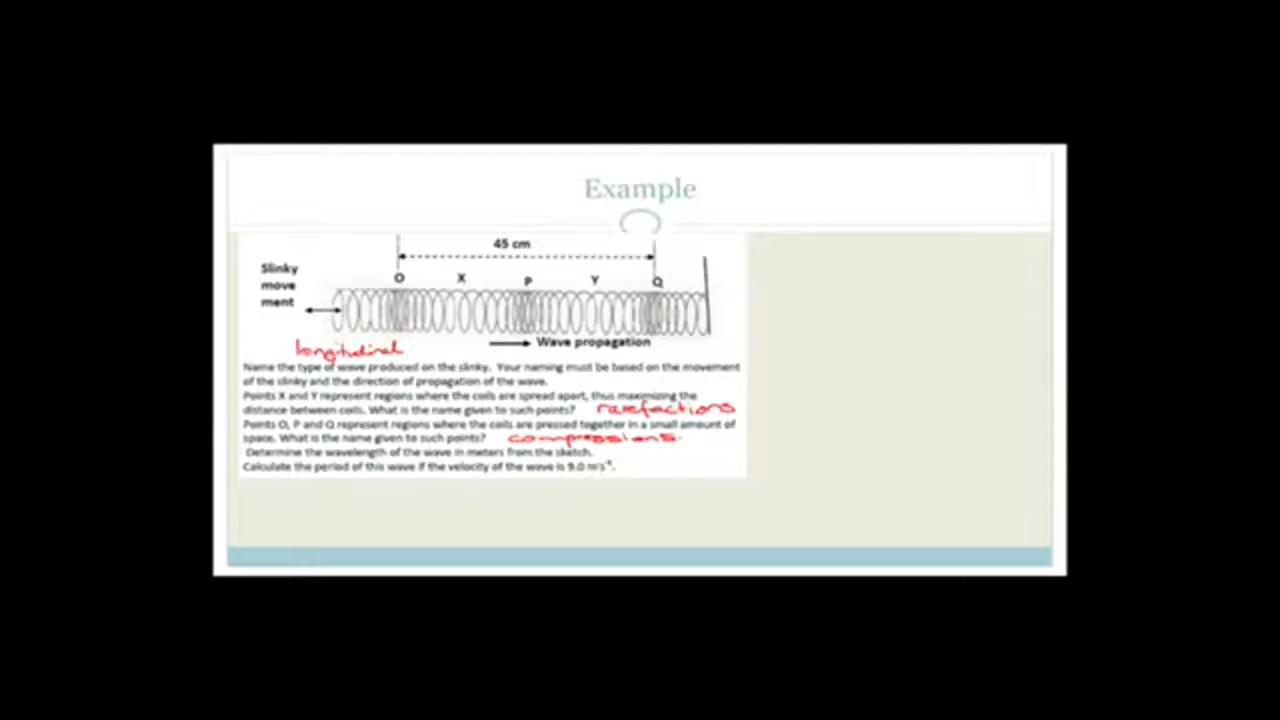 Example
45 cm
Slinky
move
ment
O X P Y Q
Wave propagation
longitudinal
Name the type of wave produced on the slinky. Your naming must be based on the movement
of the slinky and the direction of propagation of the wave.
Points X and Y represent regions where the coils are spread apart, thus maximizing the
distance between coils. What is the name given to such points? rarefactions
Points O, P and Q represent regions where the coils are pressed together in a small amount of
space. What is the name given to such points? compressions.
Determine the wavelength of the wave in meters from the sketch.
Calculate the period of this wave if the velocity of the wave is 9.0 m·s⁻¹.